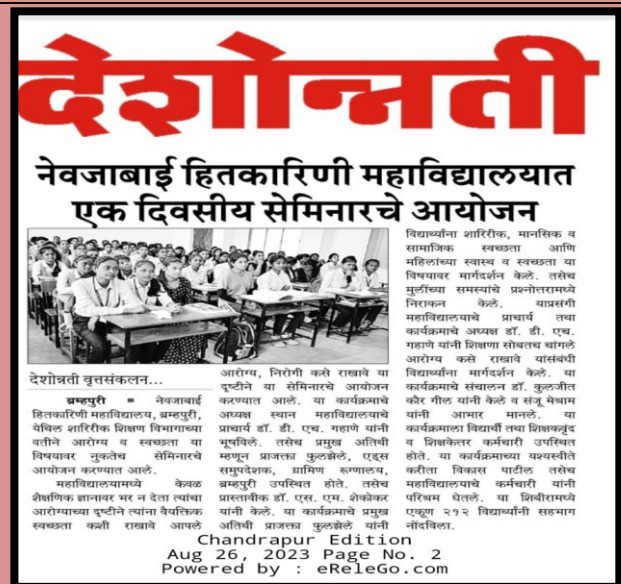 देशोन्नती
नेवजाबाई हितकारिणी महाविद्यालयात
एक दिवसीय सेमिनारचे आयोजन
देशोन्नती वृत्तसंकलन...
ब्रम्हपुरी = नेवजाबाई
हितकारिणी महाविद्यालय, ब्रम्हपुरी,
येथिल शारिरीक शिक्षण विभागाच्या
वतीने आरोग्य व स्वच्छता या
विषयावर नुकतेच सेमिनारचे
आयोजन करण्यात आले.
महाविद्यालयामध्ये केवळ
शैक्षणिक ज्ञानावर भर न देता त्यांचा
आरोग्याच्या दृष्टीने त्यांना वैयक्तिक
स्वच्छता कशी राखावे आपले
आरोग्य, निरोगी कसे राखावे या
दृष्टीने या सेमिनारचे आयोजन
करण्यात आले. या कार्यक्रमाचे
अध्यक्ष स्थान महाविद्यालयाचे
प्राचार्य डॉ. डी. एच. गहाणे यांनी
भूषविले. तसेच प्रमुख अतिथी
म्हणून प्राजक्ता फुलझेले, एड्स
समुपदेशक, ग्रामिण रूग्णालय,
ब्रम्हपुरी उपस्थित होते. तसेच
प्रास्तावीक डॉ. एस. एम. शेकोकर
यांनी केले. या कार्यक्रमाचे प्रमुख
अतिथी प्राजक्ता फुलझेले यांनी
विद्यार्थ्यांना शारिरीक, मानसिक व
सामाजिक स्वच्छता आणि
महिलांच्या स्वास्थ व स्वच्छता या
विषयावर मार्गदर्शन केले. तसेच
मुलींच्या समस्यांचे प्रश्नोत्तरामध्ये
निराकन केले. याप्रसंगी
महाविद्यालयाचे प्राचार्य तथा
कार्यक्रमाचे अध्यक्ष डॉ. डी. एच.
गहाणे यांनी शिक्षणा सोबतच चांगले
आरोग्य कसे राखावे यांसंबंधी
विद्यार्थ्यांना मार्गदर्शन केले. या
कार्यक्रमाचे संचालन डॉ. कुलजीत
कौर गील यांनी केले व संजू मेश्राम
यांनी आभार मानले. या
कार्यक्रमाला विद्यार्थी तथा शिक्षकवृंद
व शिक्षकेतर कर्मचारी उपस्थित
होते. या कार्यक्रमाच्या यशस्वीते
करीता विकास पाटील तसेच
महाविद्यालयाचे कर्मचारी यांनी
परिश्रम घेतले. या शिबीरामध्ये
एकूण २१२ विद्यार्थ्यांनी सहभाग
नोंदविला.
Chandrapur Edition
Aug 26, 2023 Page No. 2
Powered by : eReleGo.com